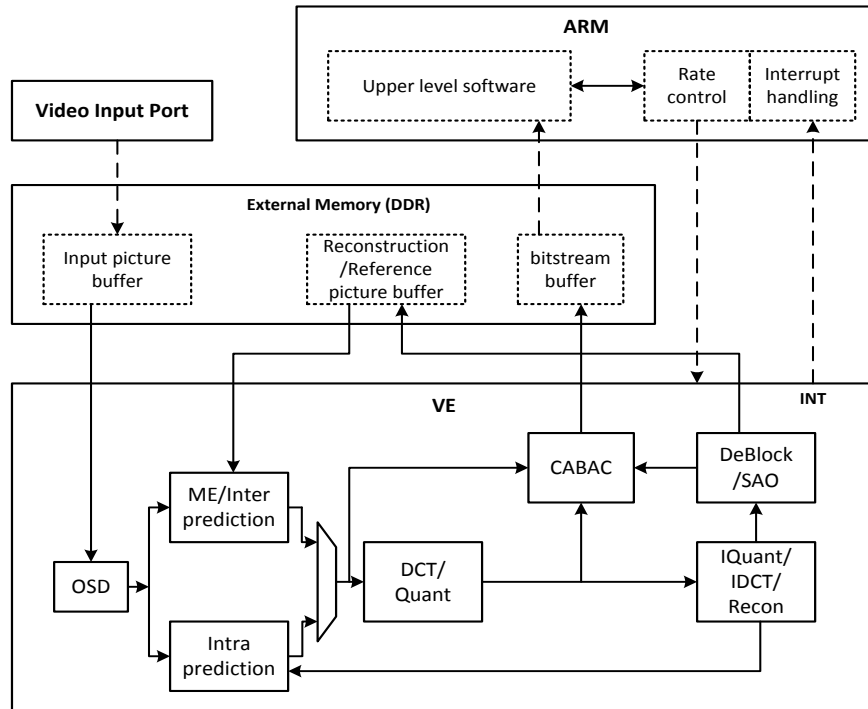 ARM
Upper level software
Rate
control
Interrupt
handling
Video Input Port
External Memory (DDR)
Input picture
buffer
Reconstruction
/Reference
picture buffer
bitstream
buffer
VE
INT
ME/Inter
prediction
CABAC
DeBlock
/SAO
OSD
DCT/
Quant
IQuant/
IDCT/
Recon
Intra
prediction